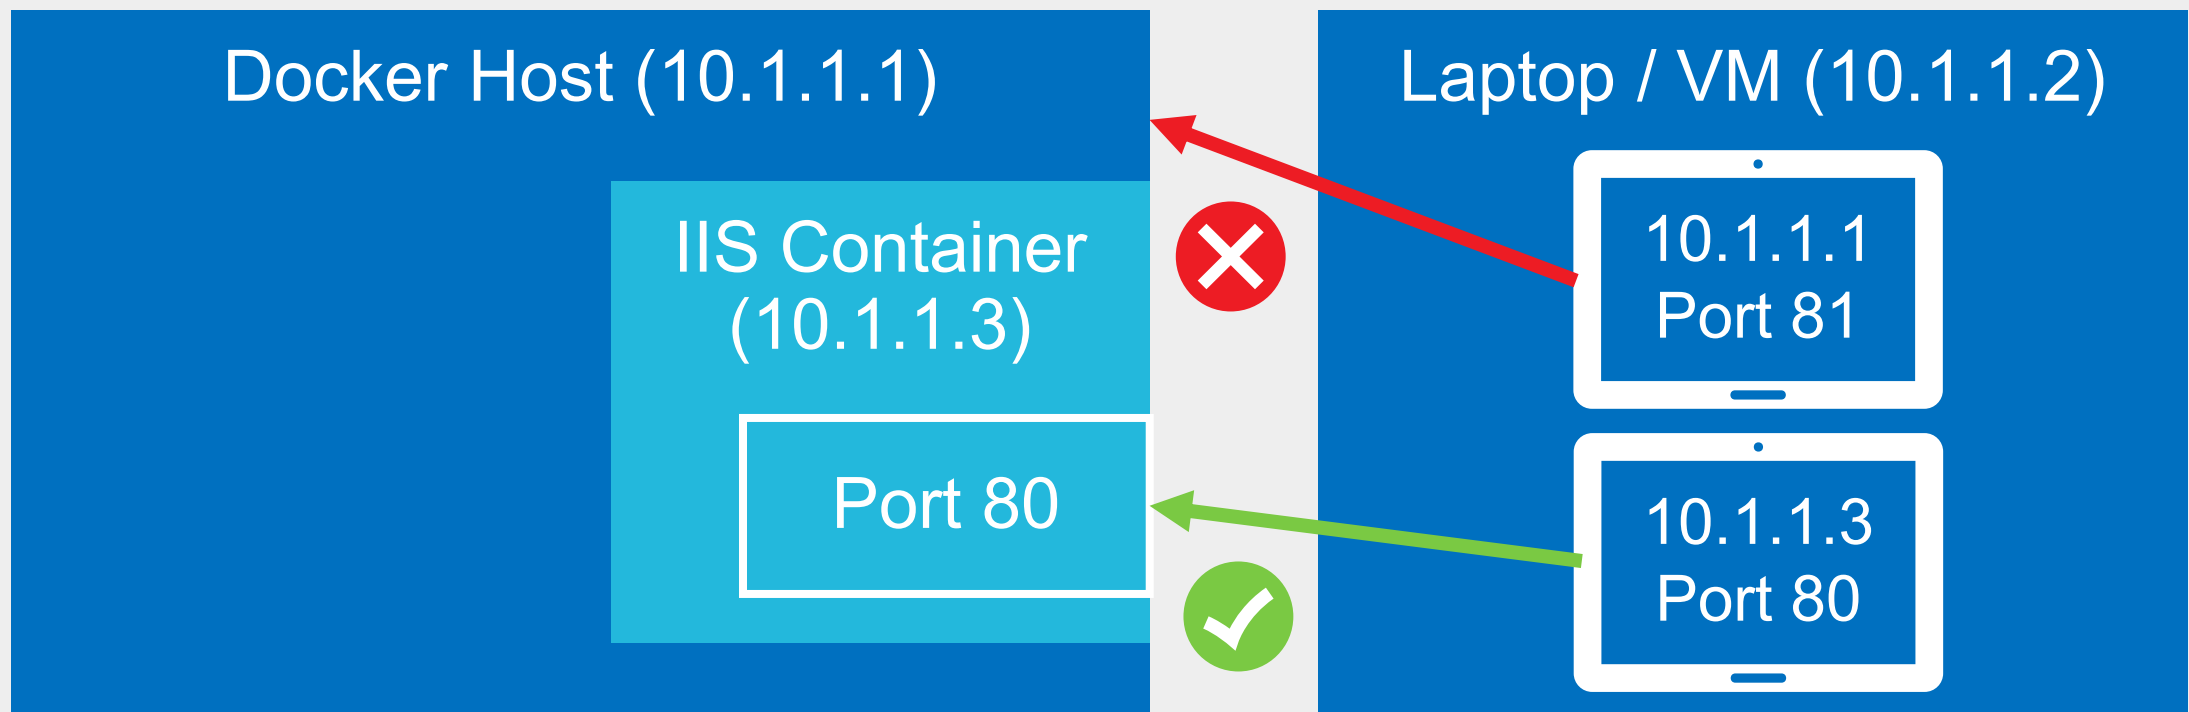 Docker Host (10.1.1.1)
IIS Container
(10.1.1.3)
Port 80
Laptop / VM (10.1.1.2)
10.1.1.1
Port 81
10.1.1.3
Port 80